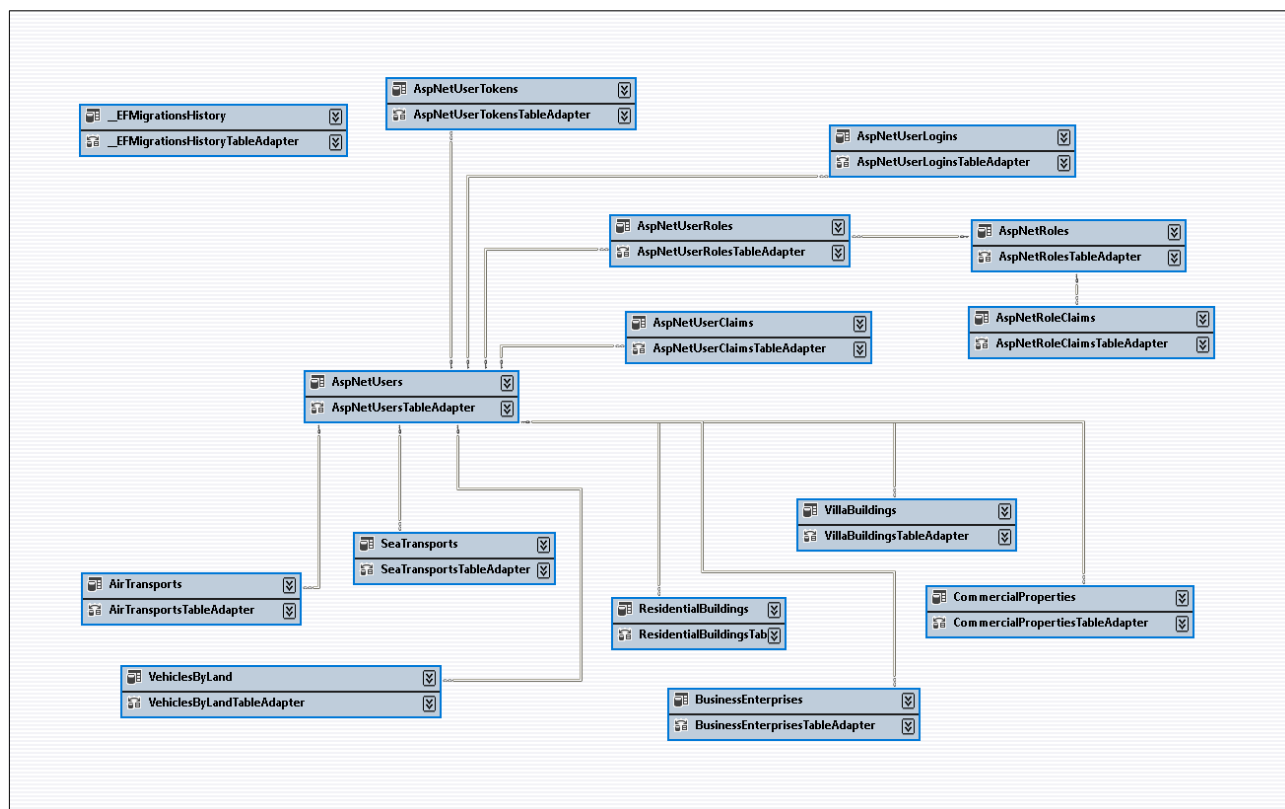 AspNetUserTokens
AspNetUserTokensTableAdapter
__EFMigrationsHistory
__EFMigrationsHistoryTableAdapter
AspNetUserLogins
AspNetUserLoginsTableAdapter
AspNetUserRoles
AspNetUserRolesTableAdapter
AspNetRoles
AspNetRolesTableAdapter
AspNetRoleClaims
AspNetRoleClaimsTableAdapter
AspNetUserClaims
AspNetUserClaimsTableAdapter
AspNetUsers
AspNetUsersTableAdapter
VillaBuildings
VillaBuildingsTableAdapter
SeaTransports
SeaTransportsTableAdapter
AirTransports
AirTransportsTableAdapter
ResidentialBuildings
ResidentialBuildingsTab
CommercialProperties
CommercialPropertiesTableAdapter
VehiclesByLand
VehiclesByLandTableAdapter
BusinessEnterprises
BusinessEnterprisesTableAdapter